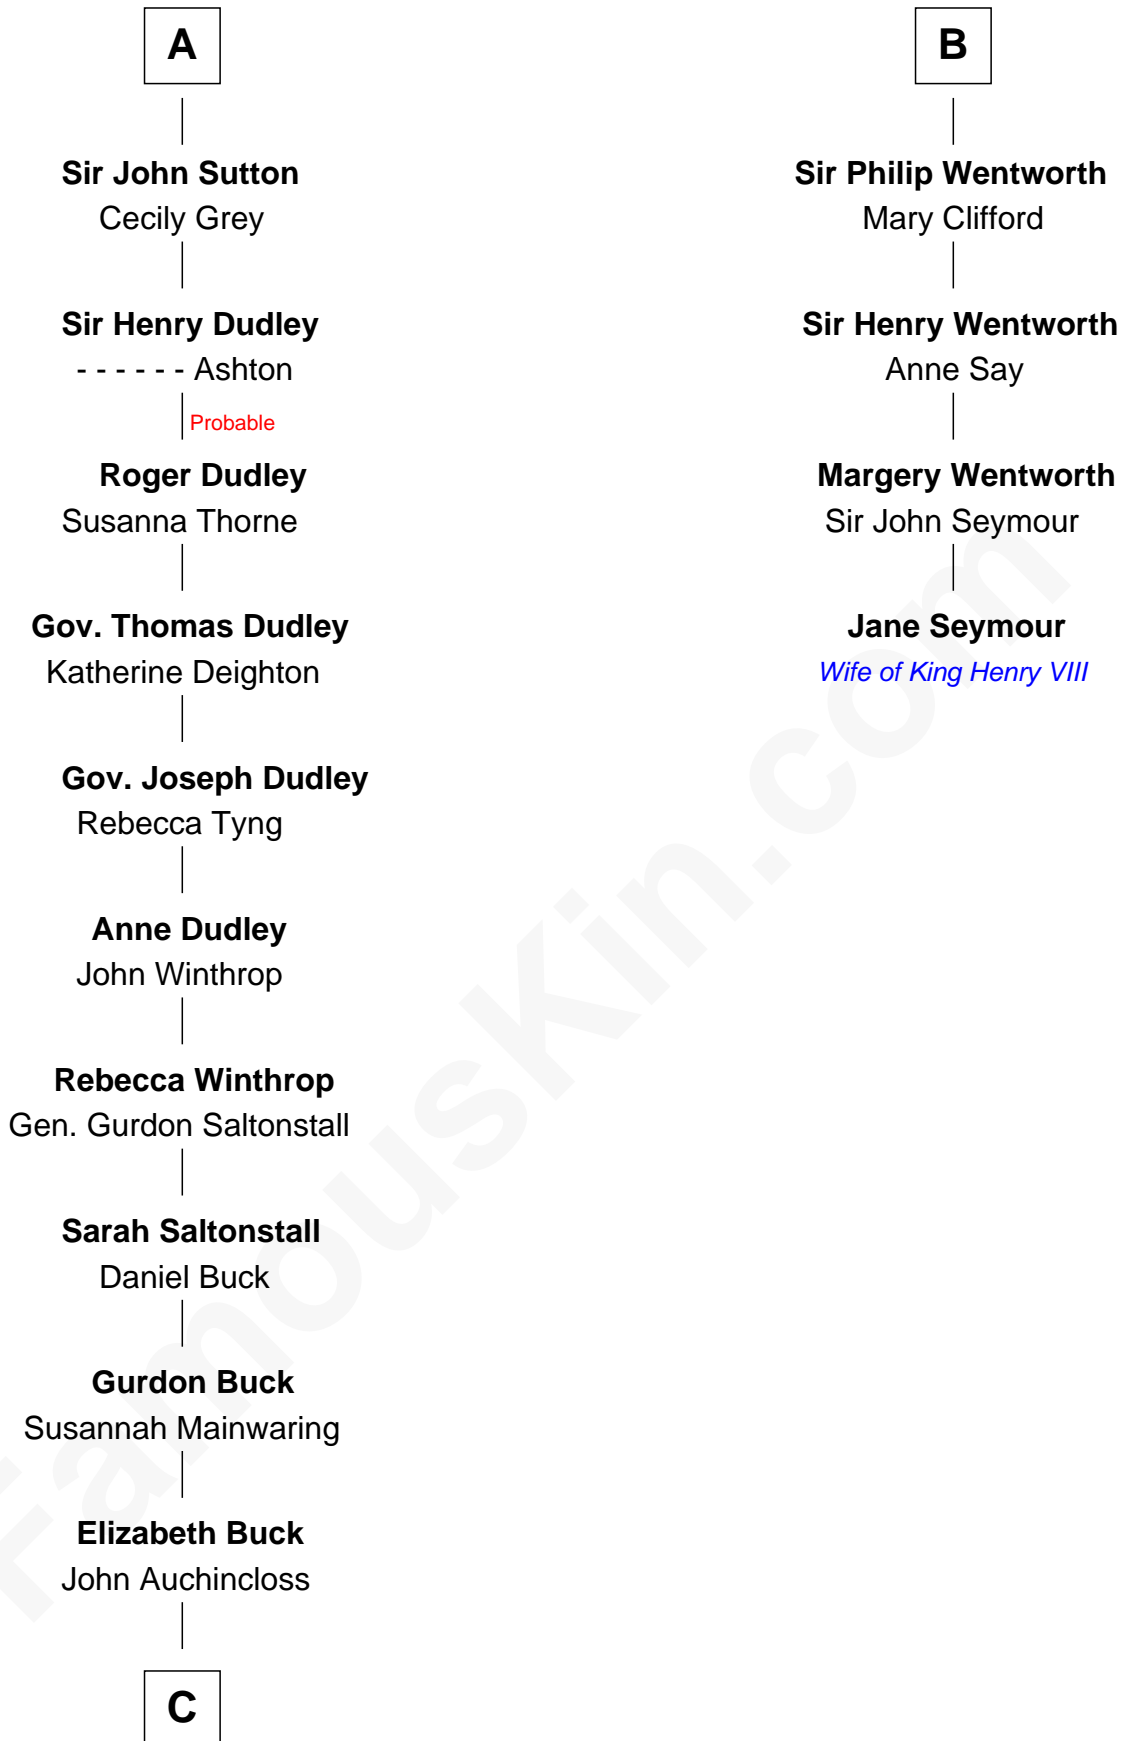 A
Sir John Sutton
Cecily Grey
Sir Henry Dudley
- - - - - - Ashton
Probable
Roger Dudley
Susanna Thorne
Gov. Thomas Dudley
Katherine Deighton
Gov. Joseph Dudley
Rebecca Tyng
Anne Dudley
John Winthrop
Rebecca Winthrop
Gen. Gurdon Saltonstall
Sarah Saltonstall
Daniel Buck
Gurdon Buck
Susannah Mainwaring
Elizabeth Buck
John Auchincloss
C
B
Sir Philip Wentworth
Mary Clifford
Sir Henry Wentworth
Anne Say
Margery Wentworth
Sir John Seymour
Jane Seymour
Wife of King Henry VIII
FamousKin.com